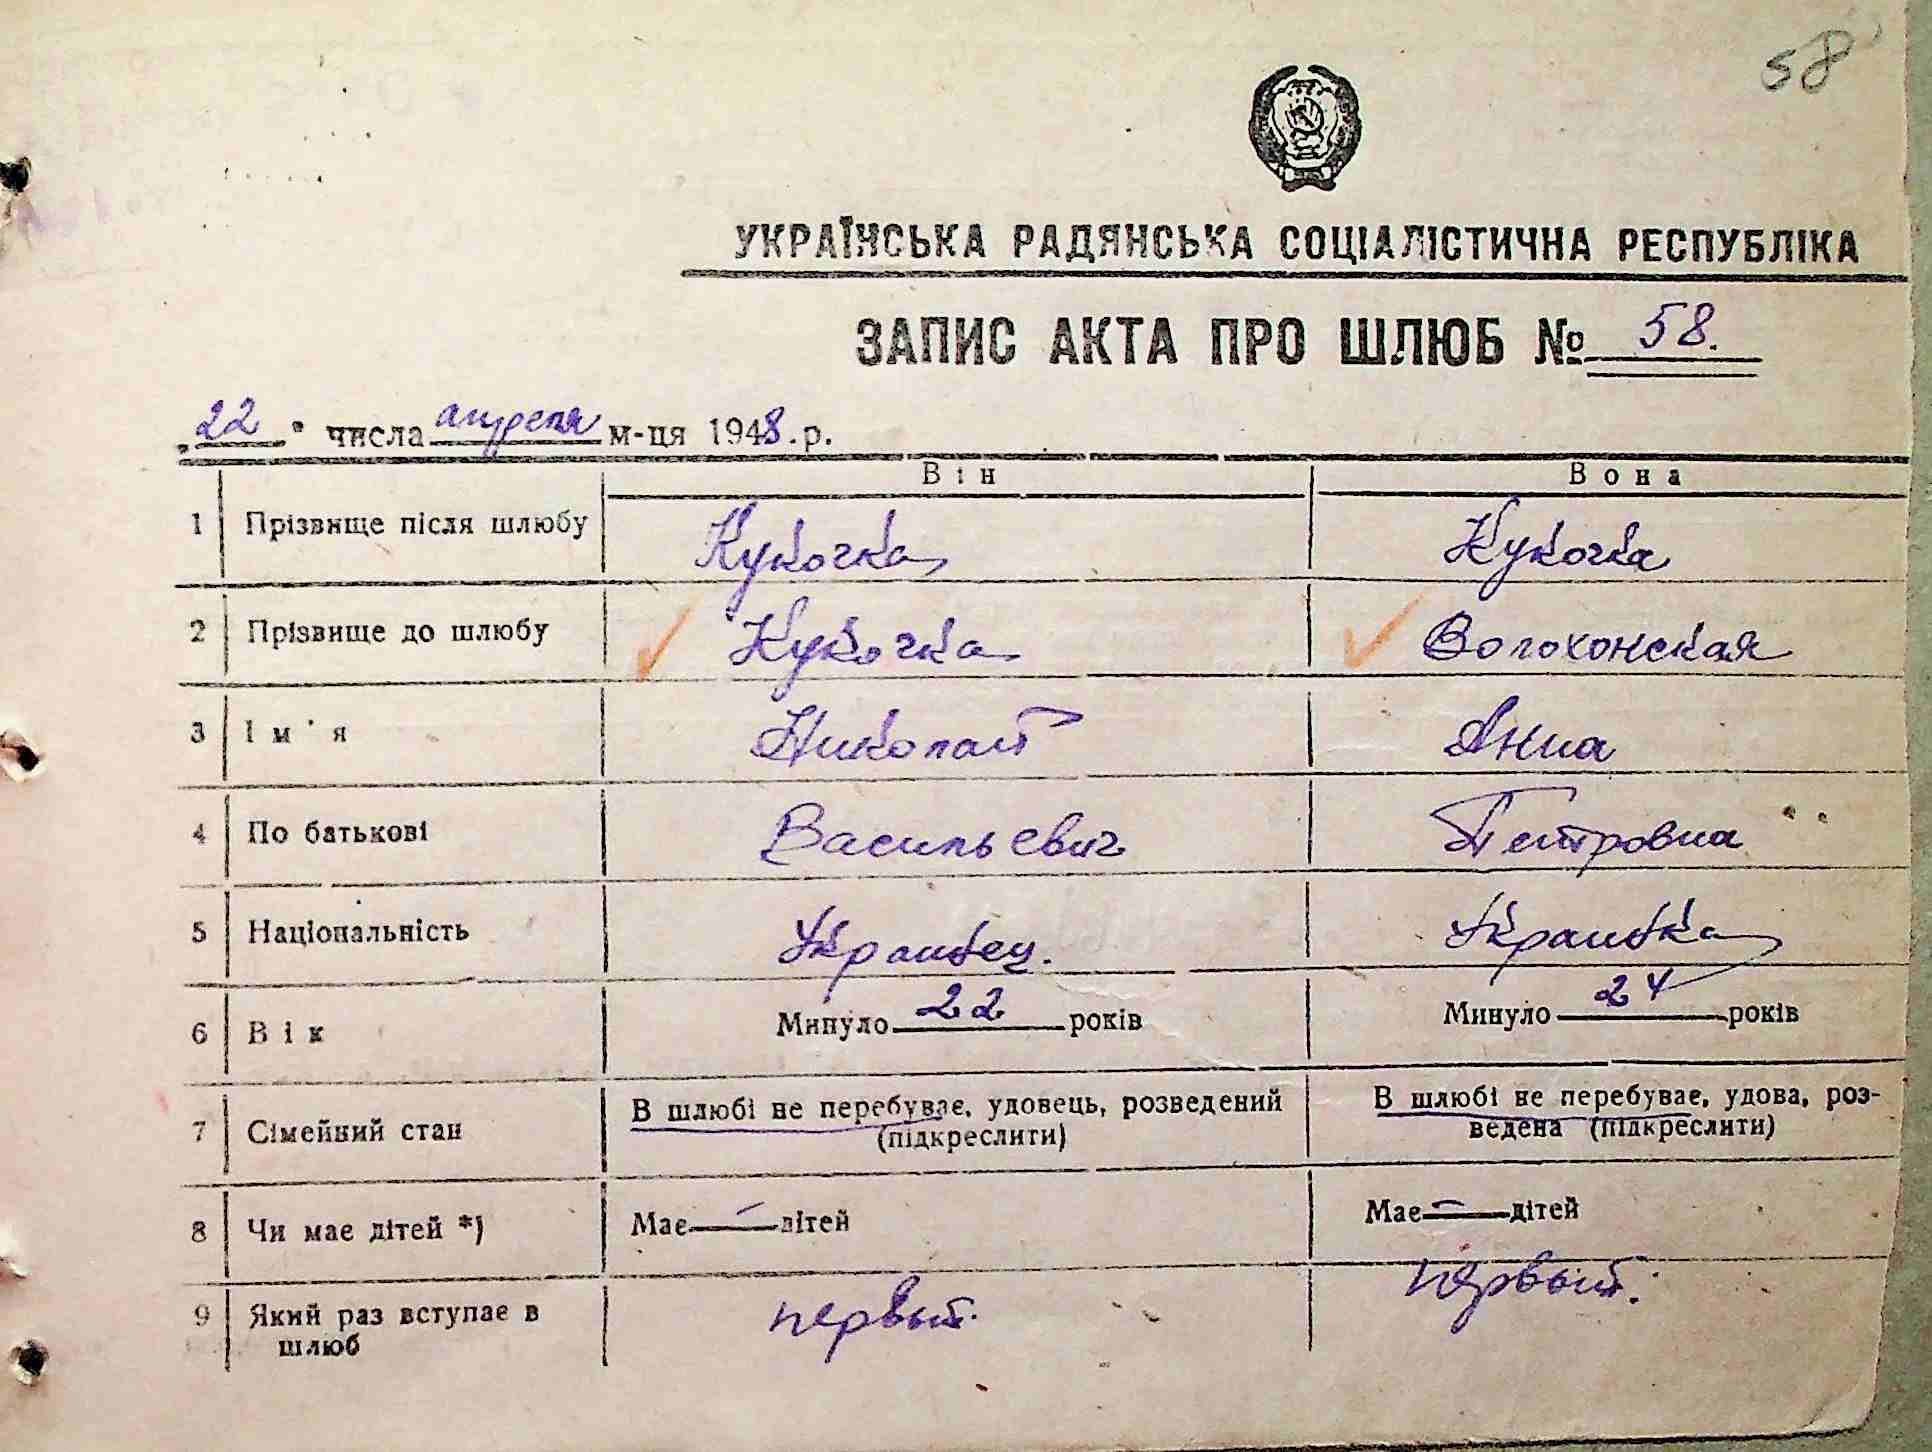 58
УКРАЇНСЬКА РАДЯНСЬКА СОЦІАЛІСТИЧНА РЕСПУБЛІКА
ЗАПИС АКТА ПРО ШЛЮБ № 58.
„22" числа апреля м-ця 1948.р.
Він Вона
1 Прізвище після шлюбу Кукочка Кукочка
2 Прізвище до шлюбу Кукочка Волохонская
3 Ім'я Николай Анна
4 По батькові Васильевич Петровна
5 Національність Украинец. Украинка
6 Вік Минуло 22 років Минуло 24 років
7 Сімейний стан В шлюбі не перебуває, удовець, розведений В шлюбі не перебуває, удова, роз-
(підкреслити) ведена (підкреслити)
8 Чи має дітей *) Має — дітей Має — дітей
9 Який раз вступає в первый. первый.
шлюб